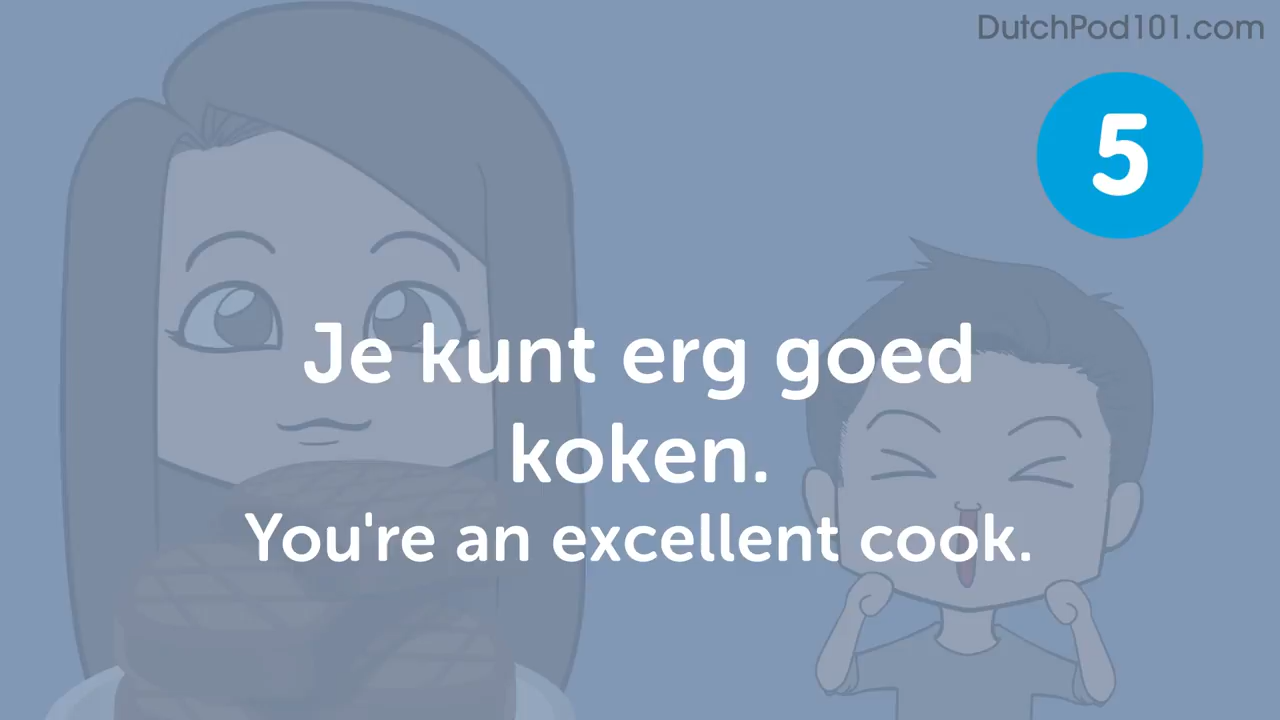 DutchPod101.com
5
Je kunt erg goed
koken.
You're an excellent cook.